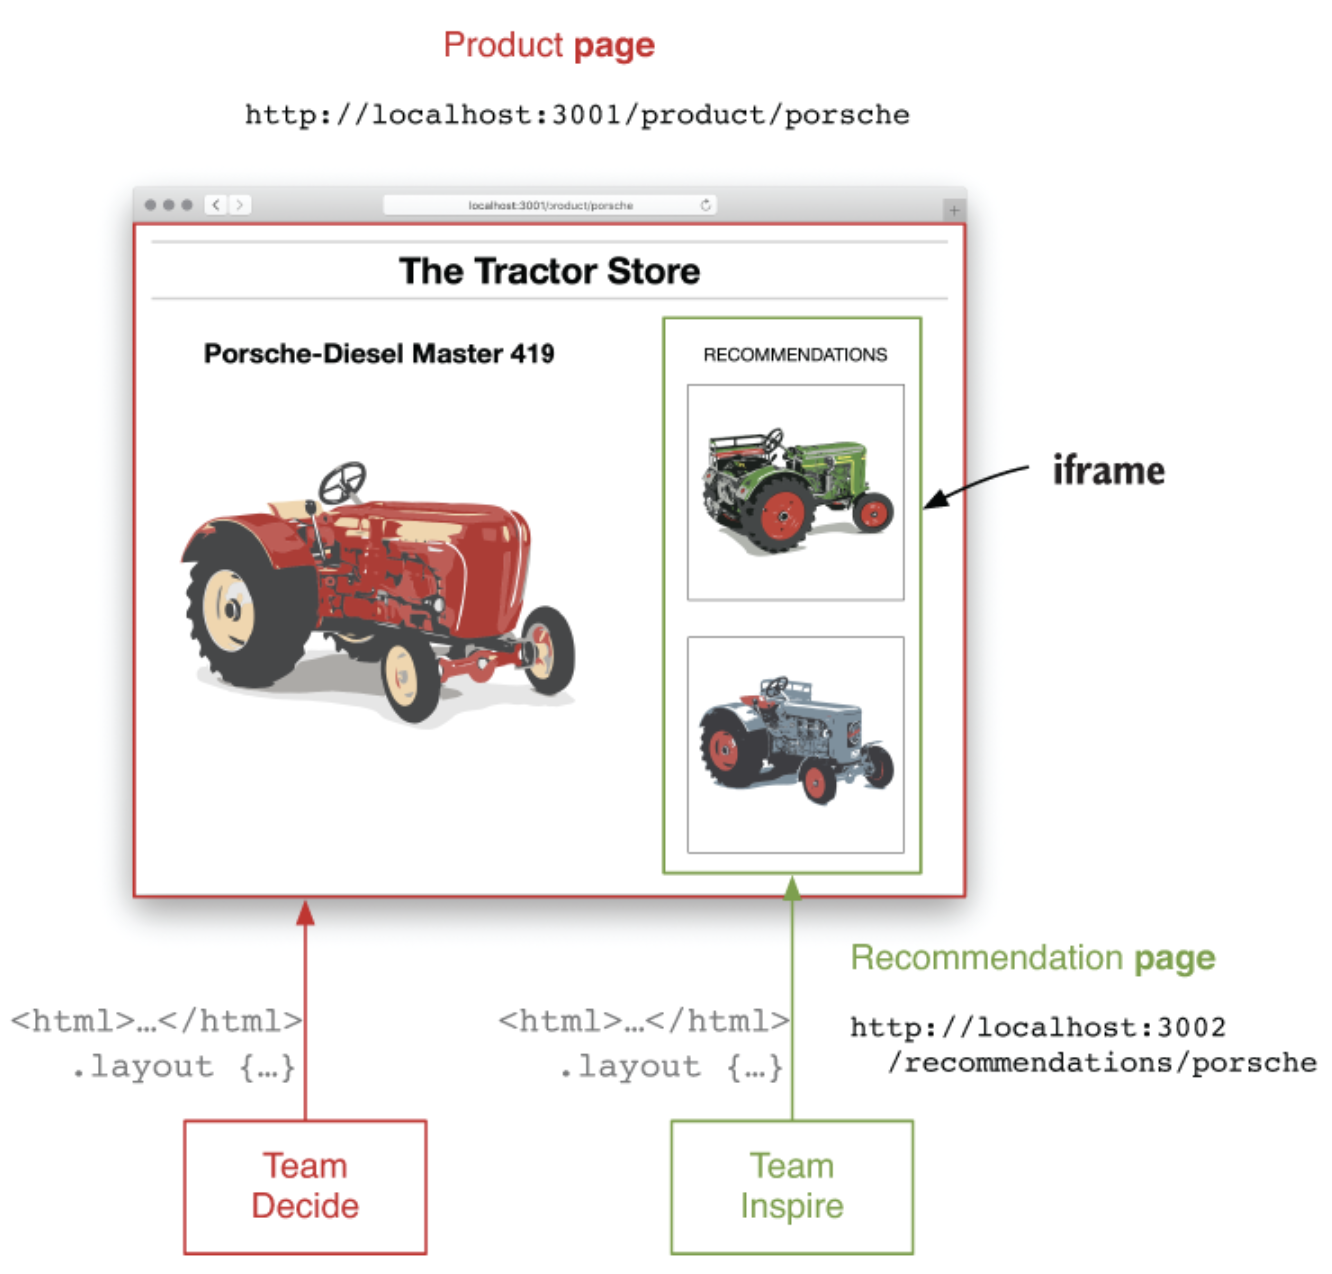 Product page
http://localhost:3001/product/porsche
localhost:3001/product/porsche
The Tractor Store
Porsche-Diesel Master 419
RECOMMENDATIONS
iframe
Recommendation page
<html>…</html>
.layout {…}
<html>…</html>
.layout {…}
http://localhost:3002
/recommendations/porsche
Team
Decide
Team
Inspire